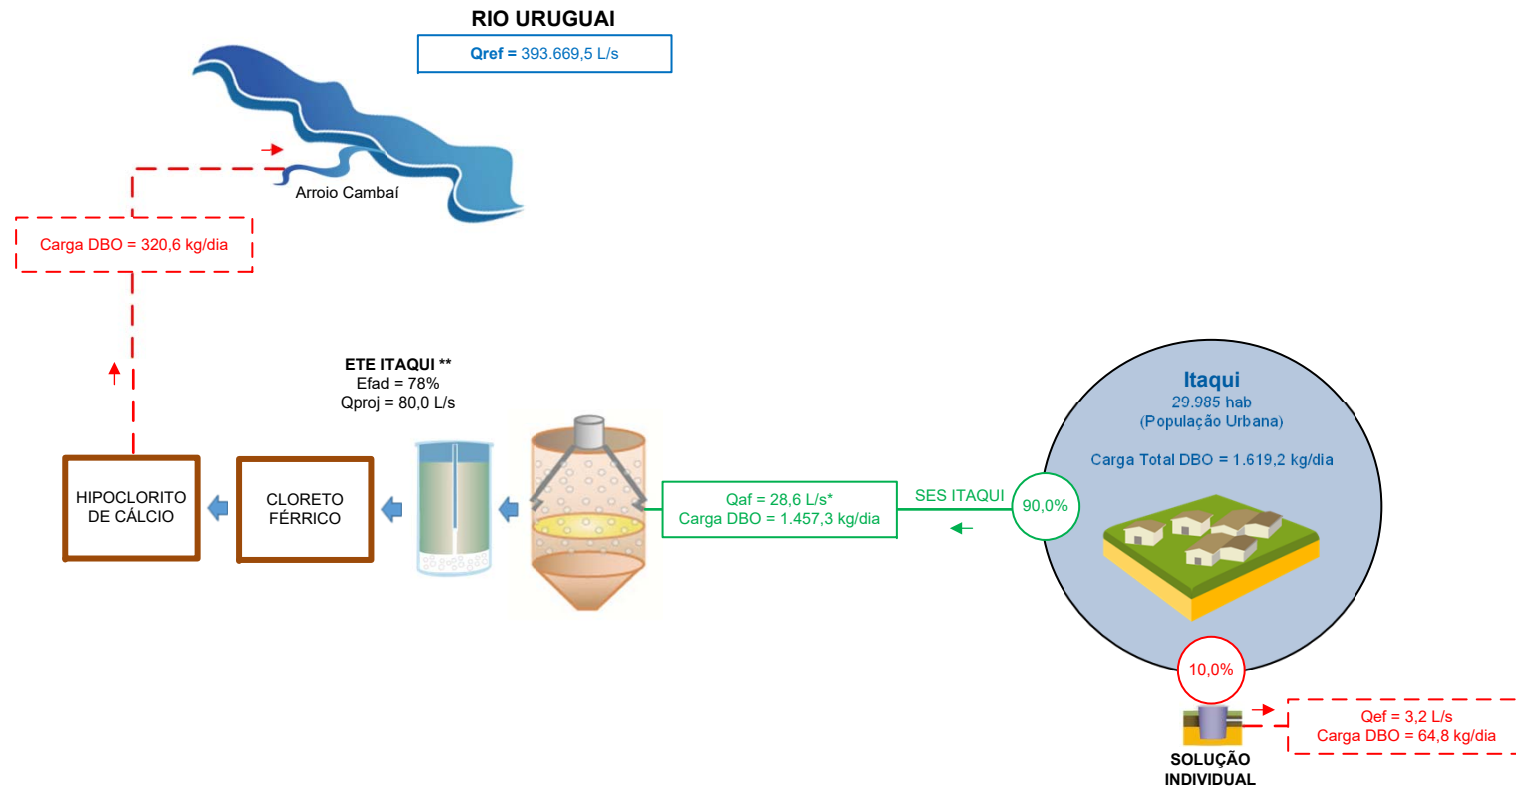 RIO URUGUAI
Qref = 393.669,5 L/s
Arroio Cambaí
Carga DBO = 320,6 kg/dia
ETE ITAQUI **
Efad = 78%
Qproj = 80,0 L/s
HIPOCLORITO
DE CÁLCIO
CLORETO
FÉRRICO
Qaf = 28,6 L/s*
Carga DBO = 1.457,3 kg/dia
SES ITAQUI
90,0%
Itaqui
29.985 hab
(População Urbana)
Carga Total DBO = 1.619,2 kg/dia
10,0%
SOLUÇÃO
INDIVIDUAL
Qef = 3,2 L/s
Carga DBO = 64,8 kg/dia